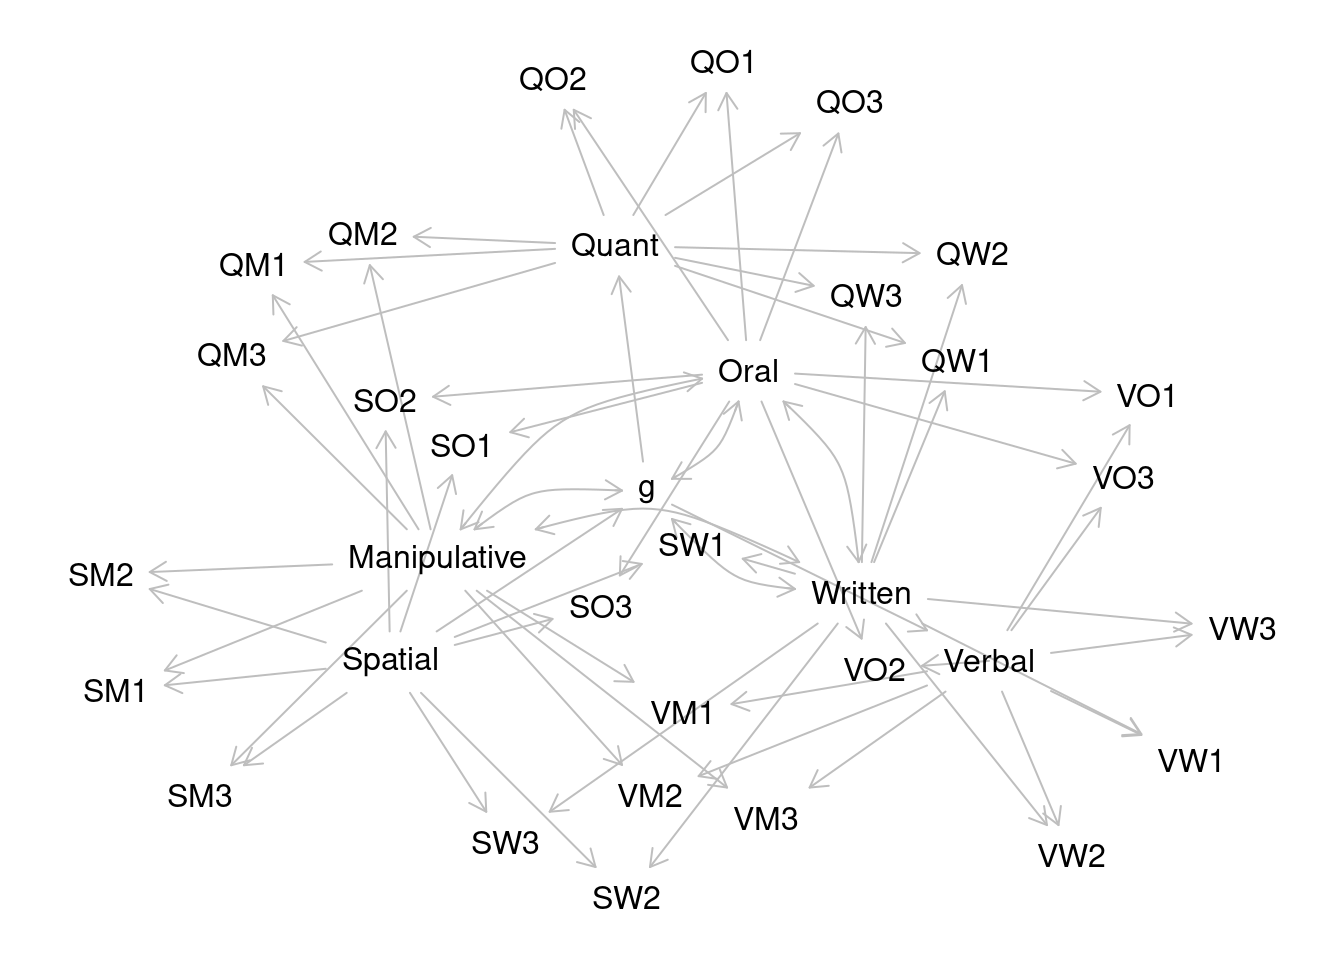 QO1
QO2
QO3
QM2
Quant
QW2
QM1
QW3
QM3
QW1
Oral
VO1
SO2
SO1
VO3
g
SW1
Manipulative
SM2
Written
SO3
VW3
Spatial
Verbal
VO2
SM1
VM1
VW1
SM3
VM2
VM3
SW3
VW2
SW2